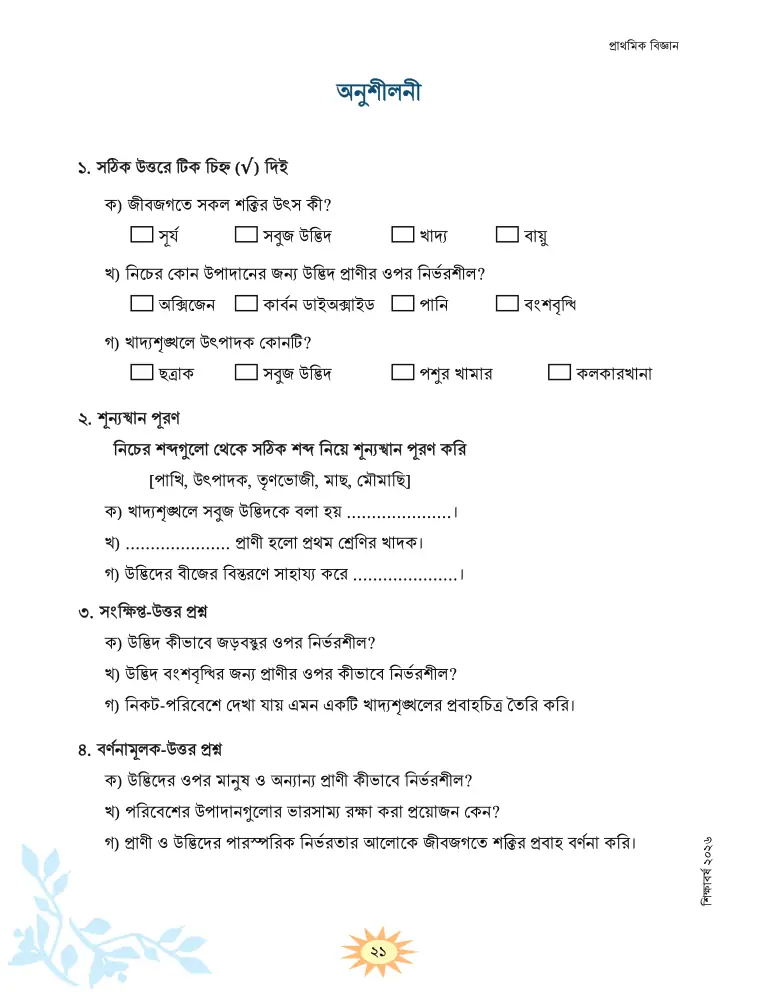 প্রাথমিক বিজ্ঞান
অনুশীলনী
১. সঠিক উত্তরে টিক চিহ্ন (√) দিই
ক) জীবজগতে সকল শক্তির উৎস কী?
সূর্য সবুজ উদ্ভিদ খাদ্য বায়ু
খ) নিচের কোন উপাদানের জন্য উদ্ভিদ প্রাণীর ওপর নির্ভরশীল?
অক্সিজেন কার্বন ডাইঅক্সাইড পানি বংশবৃদ্ধি
গ) খাদ্যশৃঙ্খলে উৎপাদক কোনটি?
ছত্রাক সবুজ উদ্ভিদ পশুর খামার কলকারখানা
২. শূন্যস্থান পূরণ
নিচের শব্দগুলো থেকে সঠিক শব্দ নিয়ে শূন্যস্থান পূরণ করি
[পাখি, উৎপাদক, তৃণভোজী, মাছ, মৌমাছি]
ক) খাদ্যশৃঙ্খলে সবুজ উদ্ভিদকে বলা হয় .....................।
খ) ..................... প্রাণী হলো প্রথম শ্রেণির খাদক।
গ) উদ্ভিদের বীজের বিস্তরণে সাহায্য করে .....................।
৩. সংক্ষিপ্ত-উত্তর প্রশ্ন
ক) উদ্ভিদ কীভাবে জড়বস্তুর ওপর নির্ভরশীল?
খ) উদ্ভিদ বংশবৃদ্ধির জন্য প্রাণীর ওপর কীভাবে নির্ভরশীল?
গ) নিকট-পরিবেশে দেখা যায় এমন একটি খাদ্যশৃঙ্খলের প্রবাহচিত্র তৈরি করি।
৪. বর্ণনামূলক-উত্তর প্রশ্ন
ক) উদ্ভিদের ওপর মানুষ ও অন্যান্য প্রাণী কীভাবে নির্ভরশীল?
খ) পরিবেশের উপাদানগুলোর ভারসাম্য রক্ষা করা প্রয়োজন কেন?
গ) প্রাণী ও উদ্ভিদের পারস্পরিক নির্ভরতার আলোকে জীবজগতে শক্তির প্রবাহ বর্ণনা করি।
শিক্ষাবর্ষ ২০২৬
২১